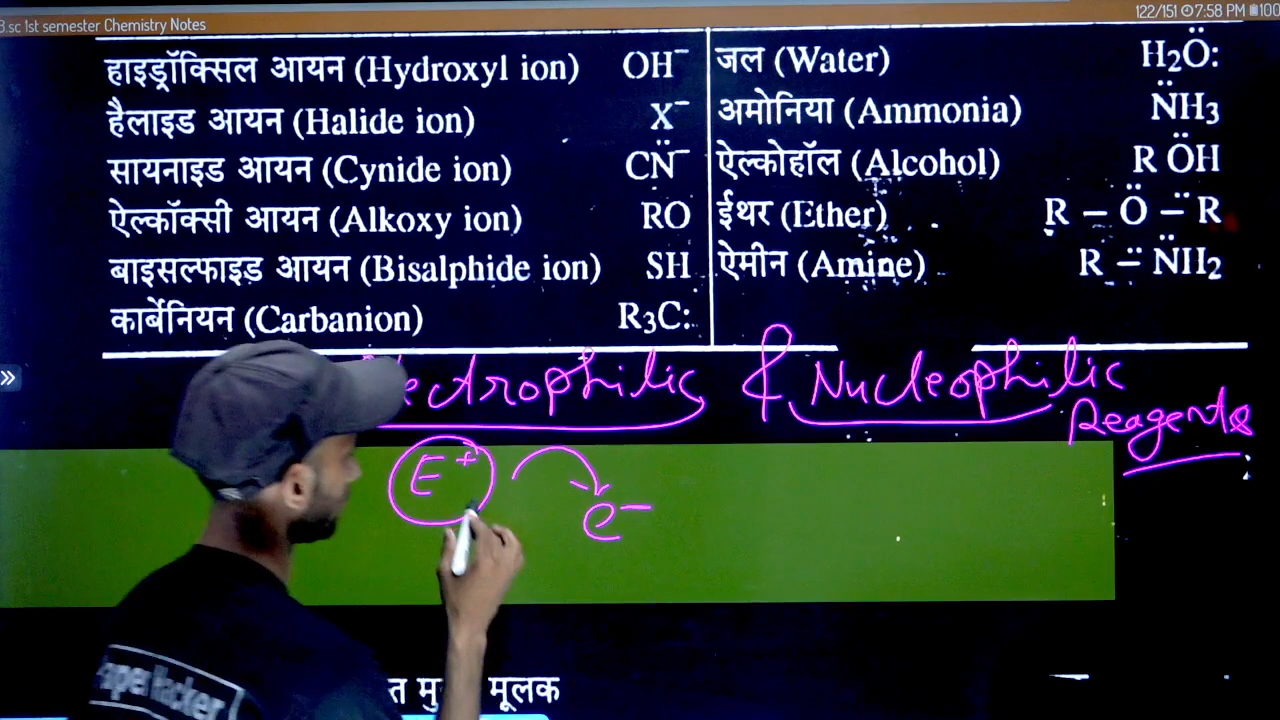 B.sc 1st semester Chemistry Notes
122/151 7:58 PM 100
हाइड्रॉक्सिल आयन (Hydroxyl ion) OH⁻
हैलाइड आयन (Halide ion) X⁻
सायनाइड आयन (Cynide ion) CN̈⁻
ऐल्कॉक्सी आयन (Alkoxy ion) RO
बाइसल्फाइड आयन (Bisalphide ion) SH
कार्बेनियन (Carbanion) R₃C:
जल (Water) H₂Ö:
अमोनिया (Ammonia) N̈H₃
ऐल्कोहॉल (Alcohol) R ÖH
ईथर (Ether) R – Ö – R
ऐमीन (Amine) R – N̈H₂
ectrophilic & Nucleophilic
Reagents
E⁺ e⁻
aper Hacker
मूलक